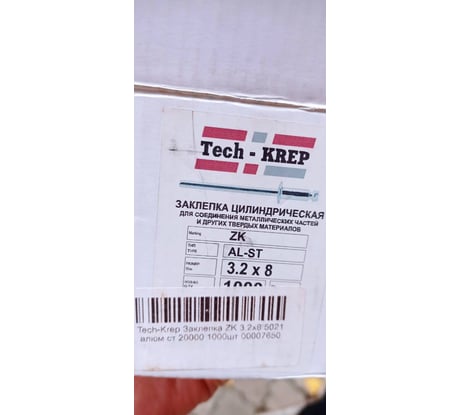 Tech - KREP
ЗАКЛЕПКА ЦИЛИНДРИЧЕСКАЯ
ДЛЯ СОЕДИНЕНИЯ МЕТАЛЛИЧЕСКИХ ЧАСТЕЙ
И ДРУГИХ ТВЕРДЫХ МАТЕРИАЛОВ
ZK
AL-ST
3.2 x 8
1000
Tech-Krep Заклепка ZK 3,2x8 5021
алюм ст 20000 1000шт 00007650